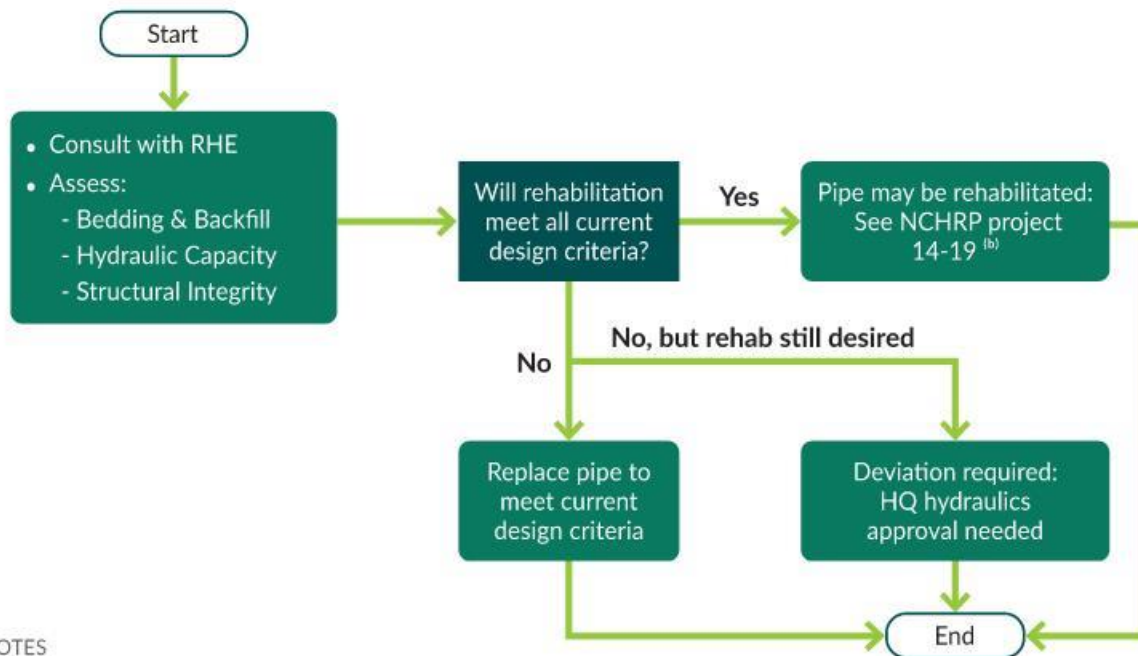 Start
• Consult with RHE
• Assess:
- Bedding & Backfill
- Hydraulic Capacity
- Structural Integrity
Will rehabilitation
meet all current
design criteria?
Yes
Pipe may be rehabilitated:
See NCHRP project
14-19 (b)
No, but rehab still desired
No
Replace pipe to
meet current
design criteria
Deviation required:
HQ hydraulics
approval needed
End
OTES